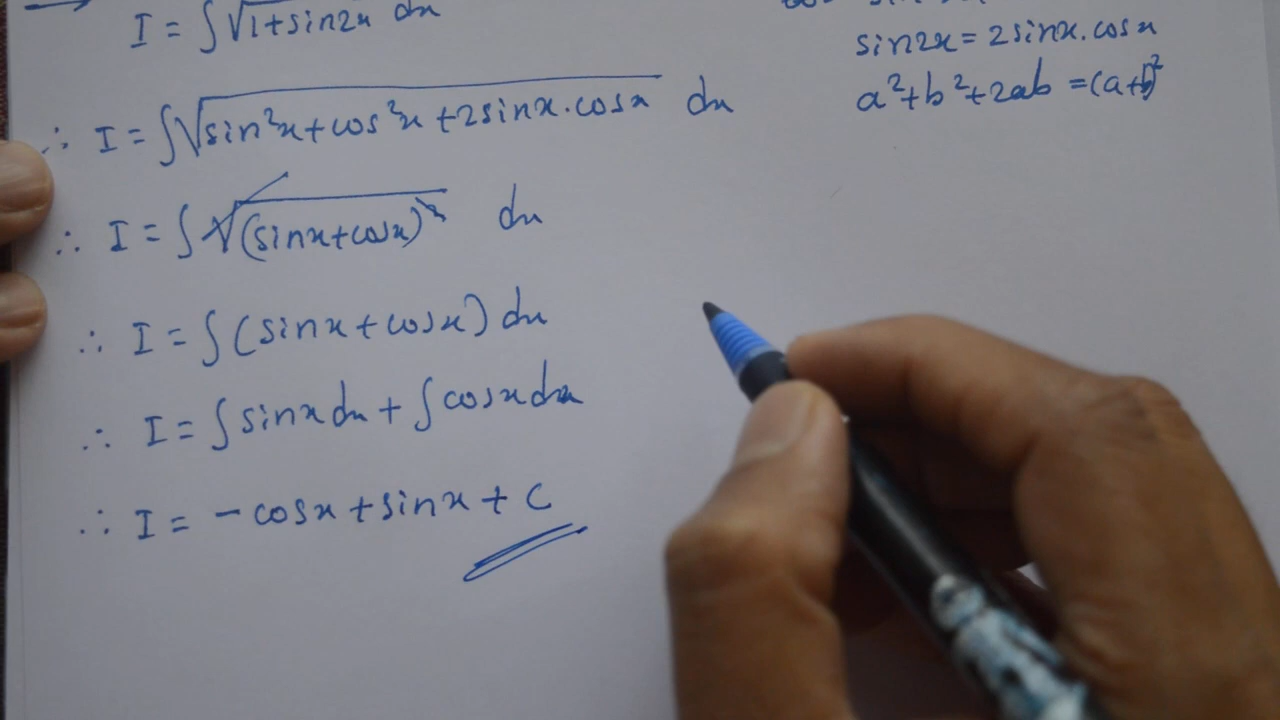 I = ∫√1+sin2x dx
∴ I = ∫√sin²x+cos²x+2sinx.cosx dx
∴ I = ∫√(sinx+cosx)² dx
∴ I = ∫(sinx+cosx) dx
∴ I = ∫sinx dx + ∫cosx dx
∴ I = -cosx+sinx+c
sin2x = 2sinx.cosx
a²+b²+2ab =(a+b)²